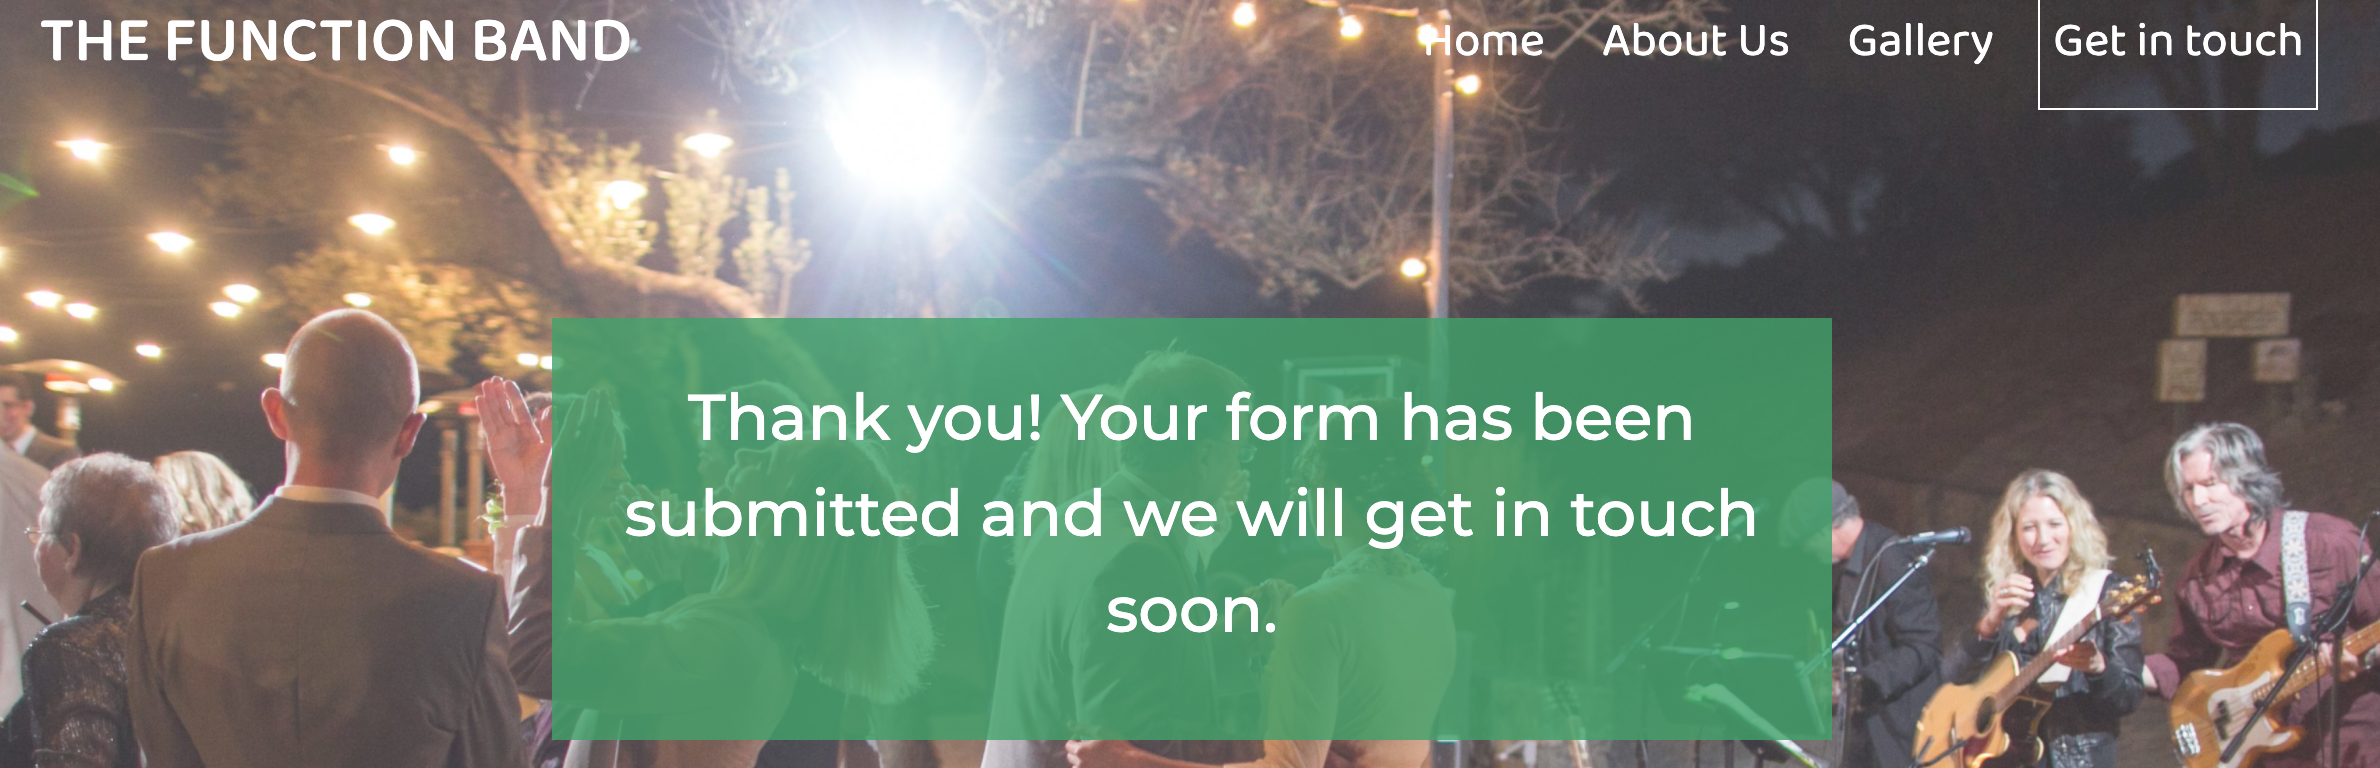 THE FUNCTION BAND
Home About Us Gallery Get in touch
Thank you! Your form has been
submitted and we will get in touch
soon.